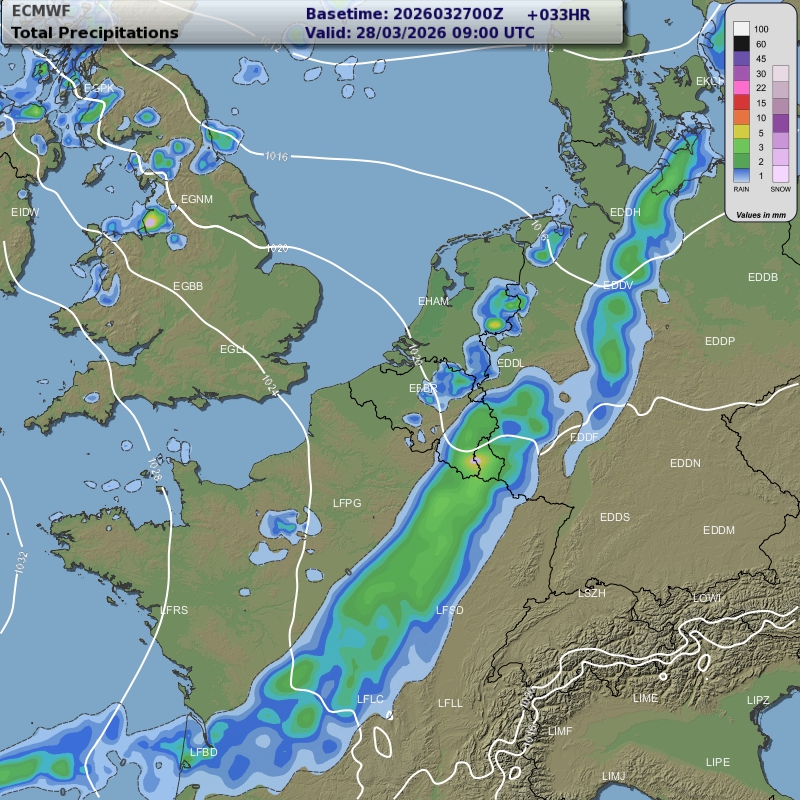 ECMWF
Basetime: 2026032700Z +033HR
Total Precipitations
Valid: 28/03/2026 09:00 UTC
1012
100
60
45
30
22
15
10
5
3
2
1
RAIN
SNOW
Values in mm
EGPK
1016
EIDW
EGNM
EDDH
1016
1020
EGBB
EDDV
EDDB
EHAM
EDDP
EGLL
1020
EDDL
1024
EBBR
EDDF
1028
EDDN
LFPG
EDDS
EDDM
1032
LSZH
LOWI
LFRS
LFSD
LFLC
LFLL
LIME
LIPZ
LIMF
LFBD
LIPE
LIMJ